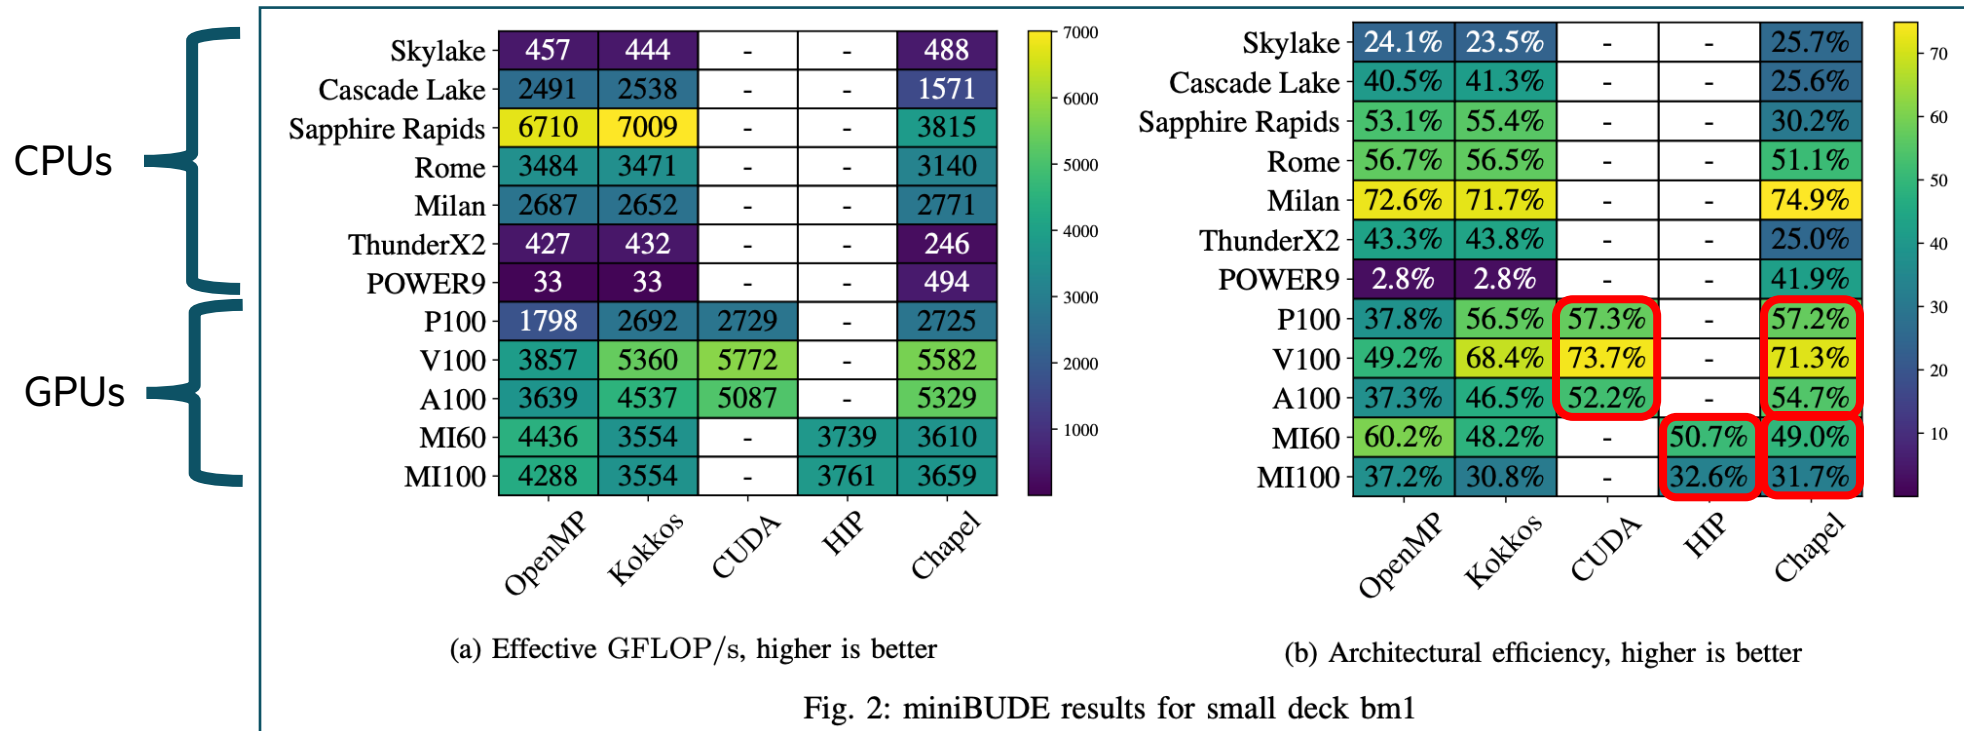 CPUs
GPUs
Skylake 457 444 - - 488
Cascade Lake 2491 2538 - - 1571
Sapphire Rapids 6710 7009 - - 3815
Rome 3484 3471 - - 3140
Milan 2687 2652 - - 2771
ThunderX2 427 432 - - 246
POWER9 33 33 - - 494
P100 1798 2692 2729 - 2725
V100 3857 5360 5772 - 5582
A100 3639 4537 5087 - 5329
MI60 4436 3554 - 3739 3610
MI100 4288 3554 - 3761 3659
OpenMP Kokkos CUDA HIP Chapel
7000
6000
5000
4000
3000
2000
1000
(a) Effective GFLOP/s, higher is better
Skylake 24.1% 23.5% - - 25.7%
Cascade Lake 40.5% 41.3% - - 25.6%
Sapphire Rapids 53.1% 55.4% - - 30.2%
Rome 56.7% 56.5% - - 51.1%
Milan 72.6% 71.7% - - 74.9%
ThunderX2 43.3% 43.8% - - 25.0%
POWER9 2.8% 2.8% - - 41.9%
P100 37.8% 56.5% 57.3% - 57.2%
V100 49.2% 68.4% 73.7% - 71.3%
A100 37.3% 46.5% 52.2% - 54.7%
MI60 60.2% 48.2% - 50.7% 49.0%
MI100 37.2% 30.8% - 32.6% 31.7%
OpenMP Kokkos CUDA HIP Chapel
70
60
50
40
30
20
10
(b) Architectural efficiency, higher is better
Fig. 2: miniBUDE results for small deck bm1